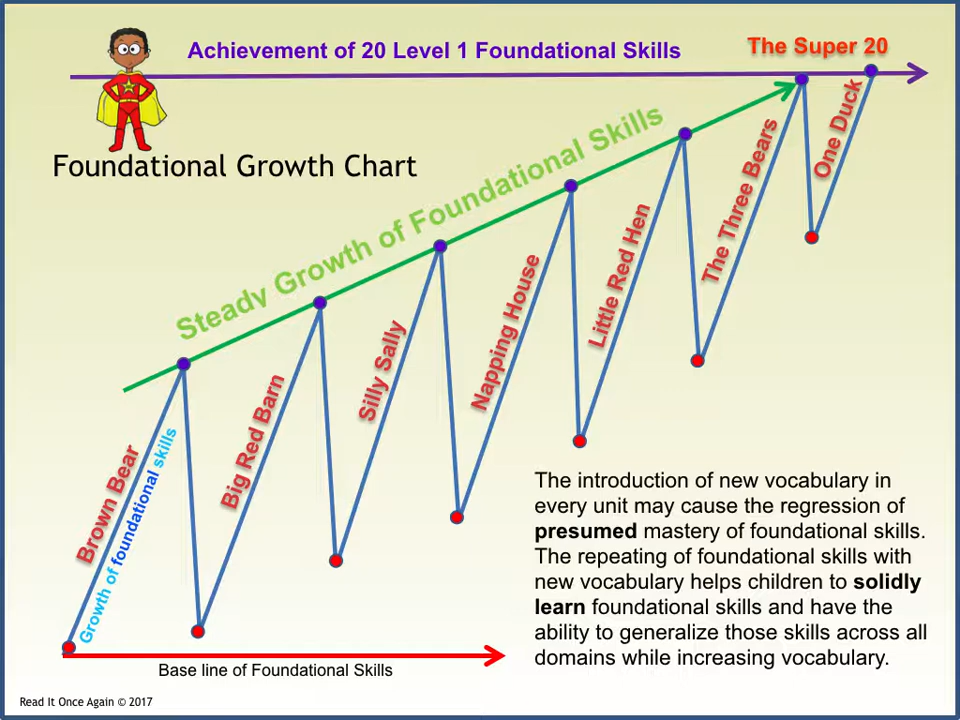 Achievement of 20 Level 1 Foundational Skills
The Super 20
Foundational Growth Chart
Steady Growth of Foundational Skills
Brown Bear
Growth of foundational skills
Big Red Barn
Silly Sally
Napping House
Little Red Hen
The Three Bears
One Duck
The introduction of new vocabulary in
every unit may cause the regression of
presumed mastery of foundational skills.
The repeating of foundational skills with
new vocabulary helps children to solidly
learn foundational skills and have the
ability to generalize those skills across all
domains while increasing vocabulary.
Base line of Foundational Skills
Read It Once Again © 2017